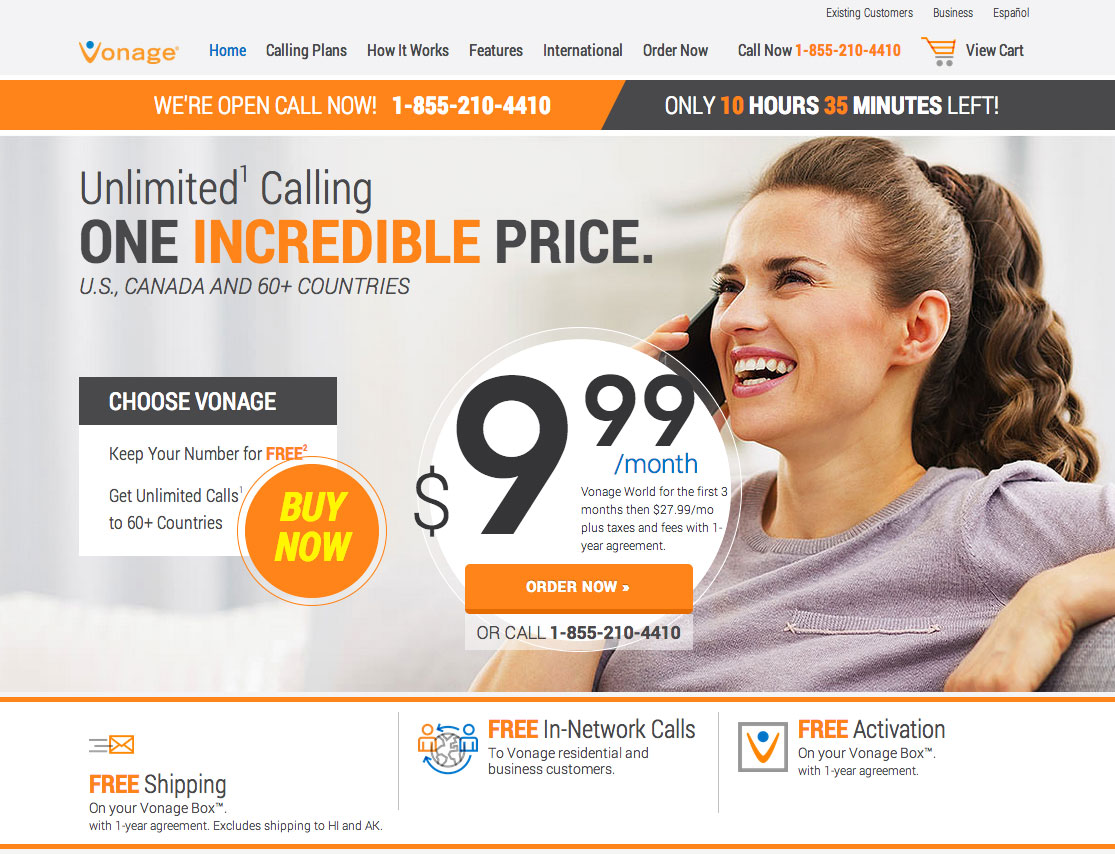 Existing Customers Business Español
Vonage® Home Calling Plans How It Works Features International Order Now Call Now 1-855-210-4410 View Cart
WE'RE OPEN CALL NOW! 1-855-210-4410 ONLY 10 HOURS 35 MINUTES LEFT!
Unlimited¹ Calling
ONE INCREDIBLE PRICE.
U.S., CANADA AND 60+ COUNTRIES
CHOOSE VONAGE
Keep Your Number for FREE²
Get Unlimited Calls¹
to 60+ Countries
BUY
NOW
$9 99
/month
Vonage World for the first 3
months then $27.99/mo
plus taxes and fees with 1-
year agreement.
ORDER NOW »
OR CALL 1-855-210-4410
FREE Shipping
On your Vonage Box™.
with 1-year agreement. Excludes shipping to HI and AK.
FREE In-Network Calls
To Vonage residential and
business customers.
FREE Activation
On your Vonage Box™.
with 1-year agreement.